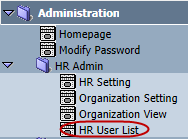 Administration
Homepage
Modify Password
HR Admin
HR Setting
Organization Setting
Organization View
HR User List